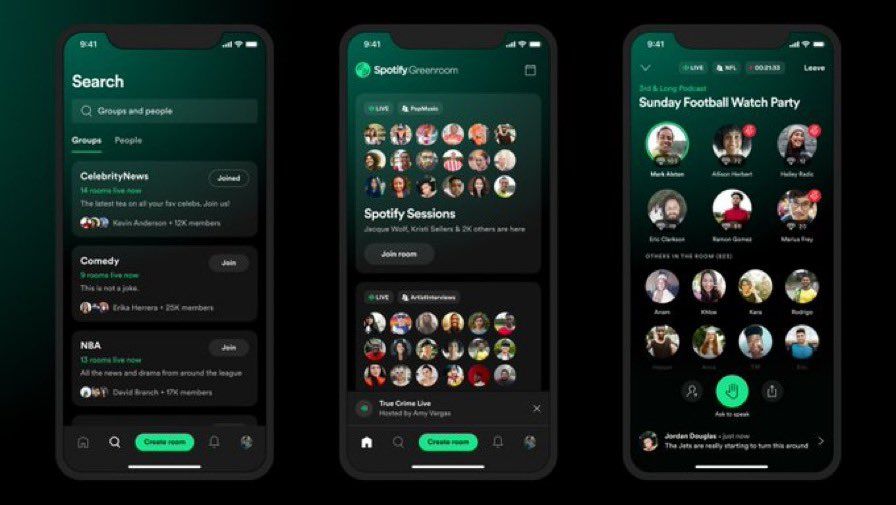 9:41
Search
Groups and people
Groups People
CelebrityNews
Joined
14 rooms live now
The latest tea on all your fav celebs. Join us!
Kevin Anderson • 12K members
Comedy
Join
9 rooms live now
This is not a joke.
Erika Herrera • 25K members
NBA
Join
13 rooms live now
All the news and drama from around the league
David Branch • 17K members
Create room
9:41
Spotify Greenroom
LIVE PopMusic
Spotify Sessions
Jacque Wolf, Kristi Sellers & 2K others are here
Join room
LIVE ArtistInterviews
True Crime Live
Hosted by Amy Vargas
Create room
9:41
LIVE NFL 00:21:33 Leave
3rd & Long Podcast
Sunday Football Watch Party
Mark Abton Allison Herbert Hailey Radic
Eric Clarkson Ramon Gomez Marius Frey
OTHERS IN THE ROOM
Anam Khloe Kara Rodrigo
Ask to speak
Jordan Douglas • just now
The Jets are really starting to turn this around